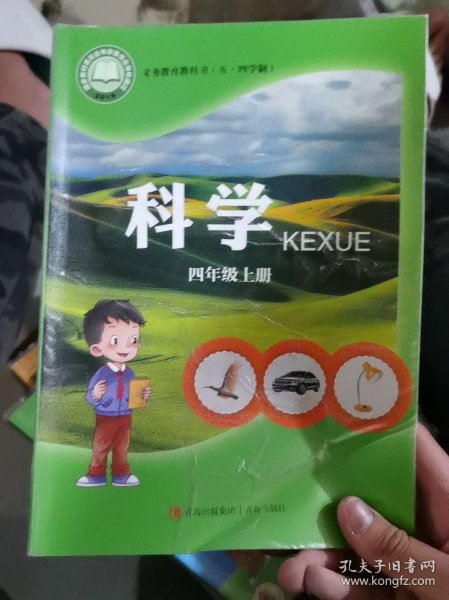 义务教育教科书（五·四学制）
科学
KEXUE
四年级上册
青岛出版集团 | 青岛出版社
孔夫子旧书网
www.kongfz.com